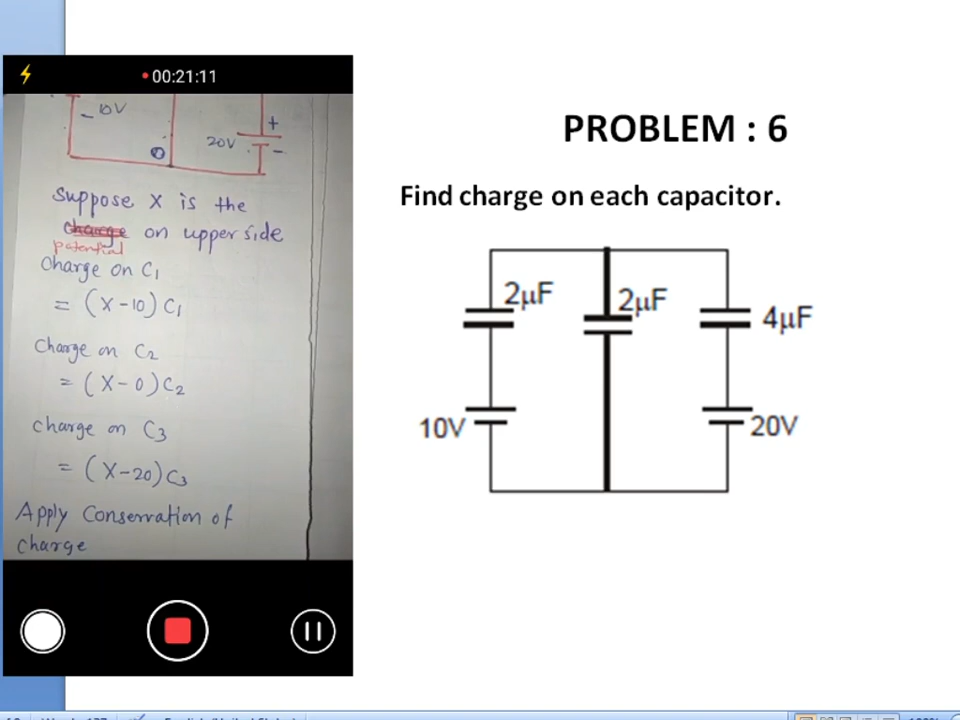 00:21:11
- 10V
+
20V
-
Suppose X is the
charge on upper side
potential
Charge on C1
= (X-10) C1
Charge on C2
= (X-0) C2
charge on C3
= (X-20) C3
Apply Conservation of
charge
PROBLEM : 6
Find charge on each capacitor.
2μF
2μF
4μF
10V
20V